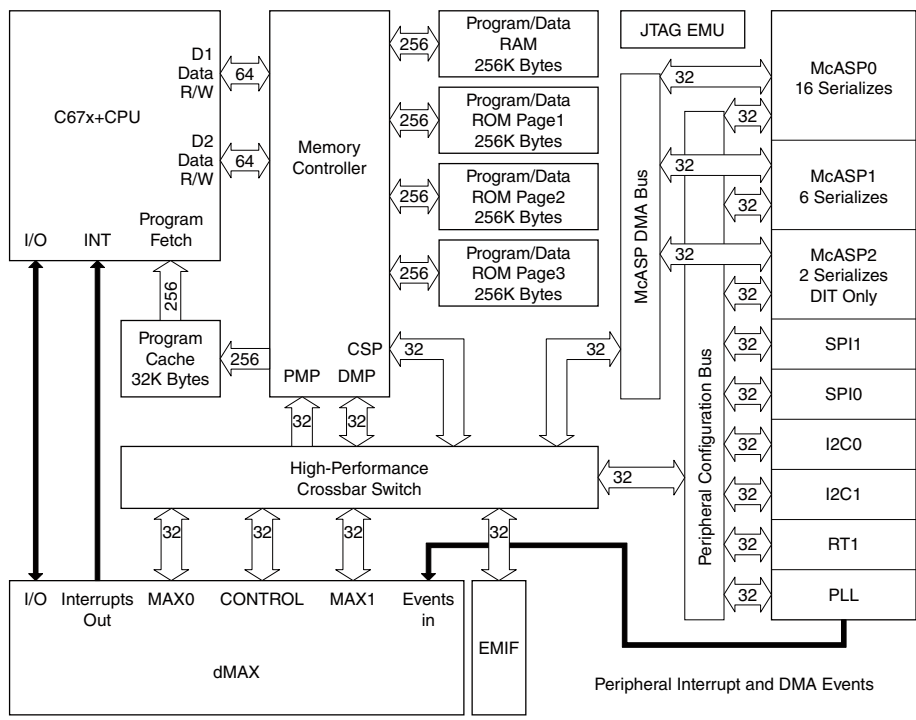 C67x+CPU
D1
Data
R/W
64
D2
Data
R/W
64
I/O
INT
Program
Fetch
256
Program
Cache
32K Bytes
256
Memory
Controller
CSP
PMP
DMP
32
32
32
256
Program/Data
RAM
256K Bytes
256
Program/Data
ROM Page1
256K Bytes
256
Program/Data
ROM Page2
256K Bytes
256
Program/Data
ROM Page3
256K Bytes
High-Performance
Crossbar Switch
32
32
32
32
32
32
I/O
Interrupts
Out
MAX0
CONTROL
MAX1
Events
in
dMAX
EMIF
JTAG EMU
McASP DMA Bus
Peripheral Configuration Bus
32
McASP0
16 Serializers
32
32
McASP1
6 Serializes
32
32
McASP2
2 Serializes
DIT Only
32
32
SPI1
32
SPI0
32
I2C0
32
I2C1
32
RT1
32
PLL
Peripheral Interrupt and DMA Events